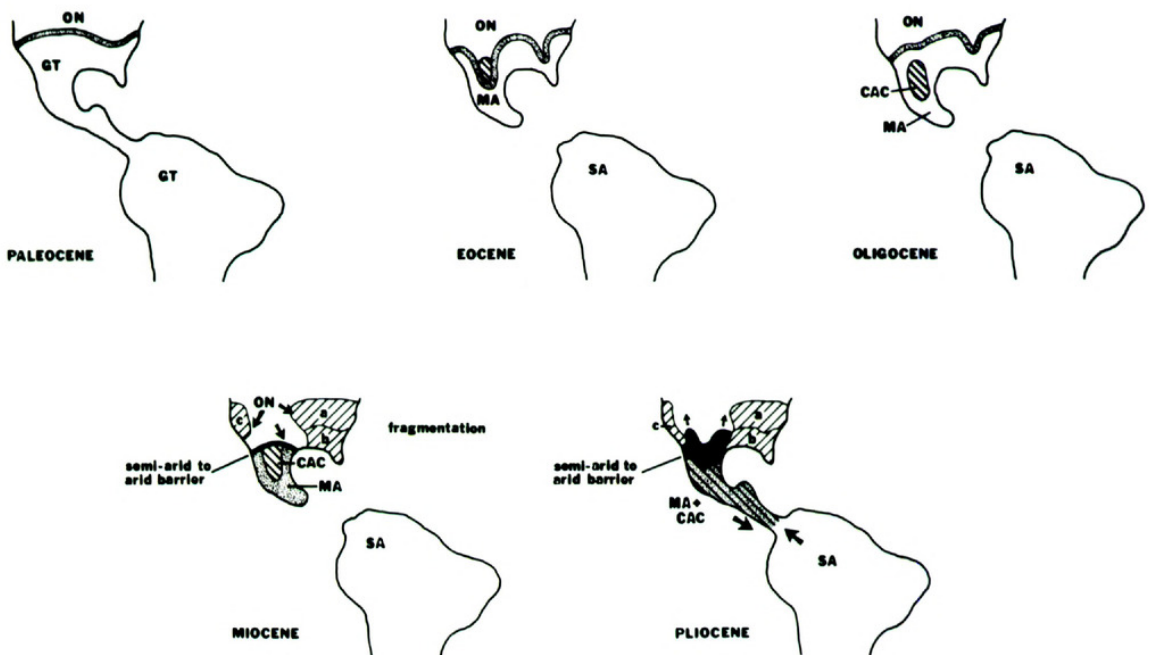 ON
GT
GT
PALEOCENE
ON
MA
SA
EOCENE
ON
CAC
MA
SA
OLIGOCENE
ON
c
a
b
fragmentation
semi-arid to
arid barrier
CAC
MA
SA
MIOCENE
c
a
b
semi-arid to
arid barrier
MA+
CAC
SA
PLIOCENE